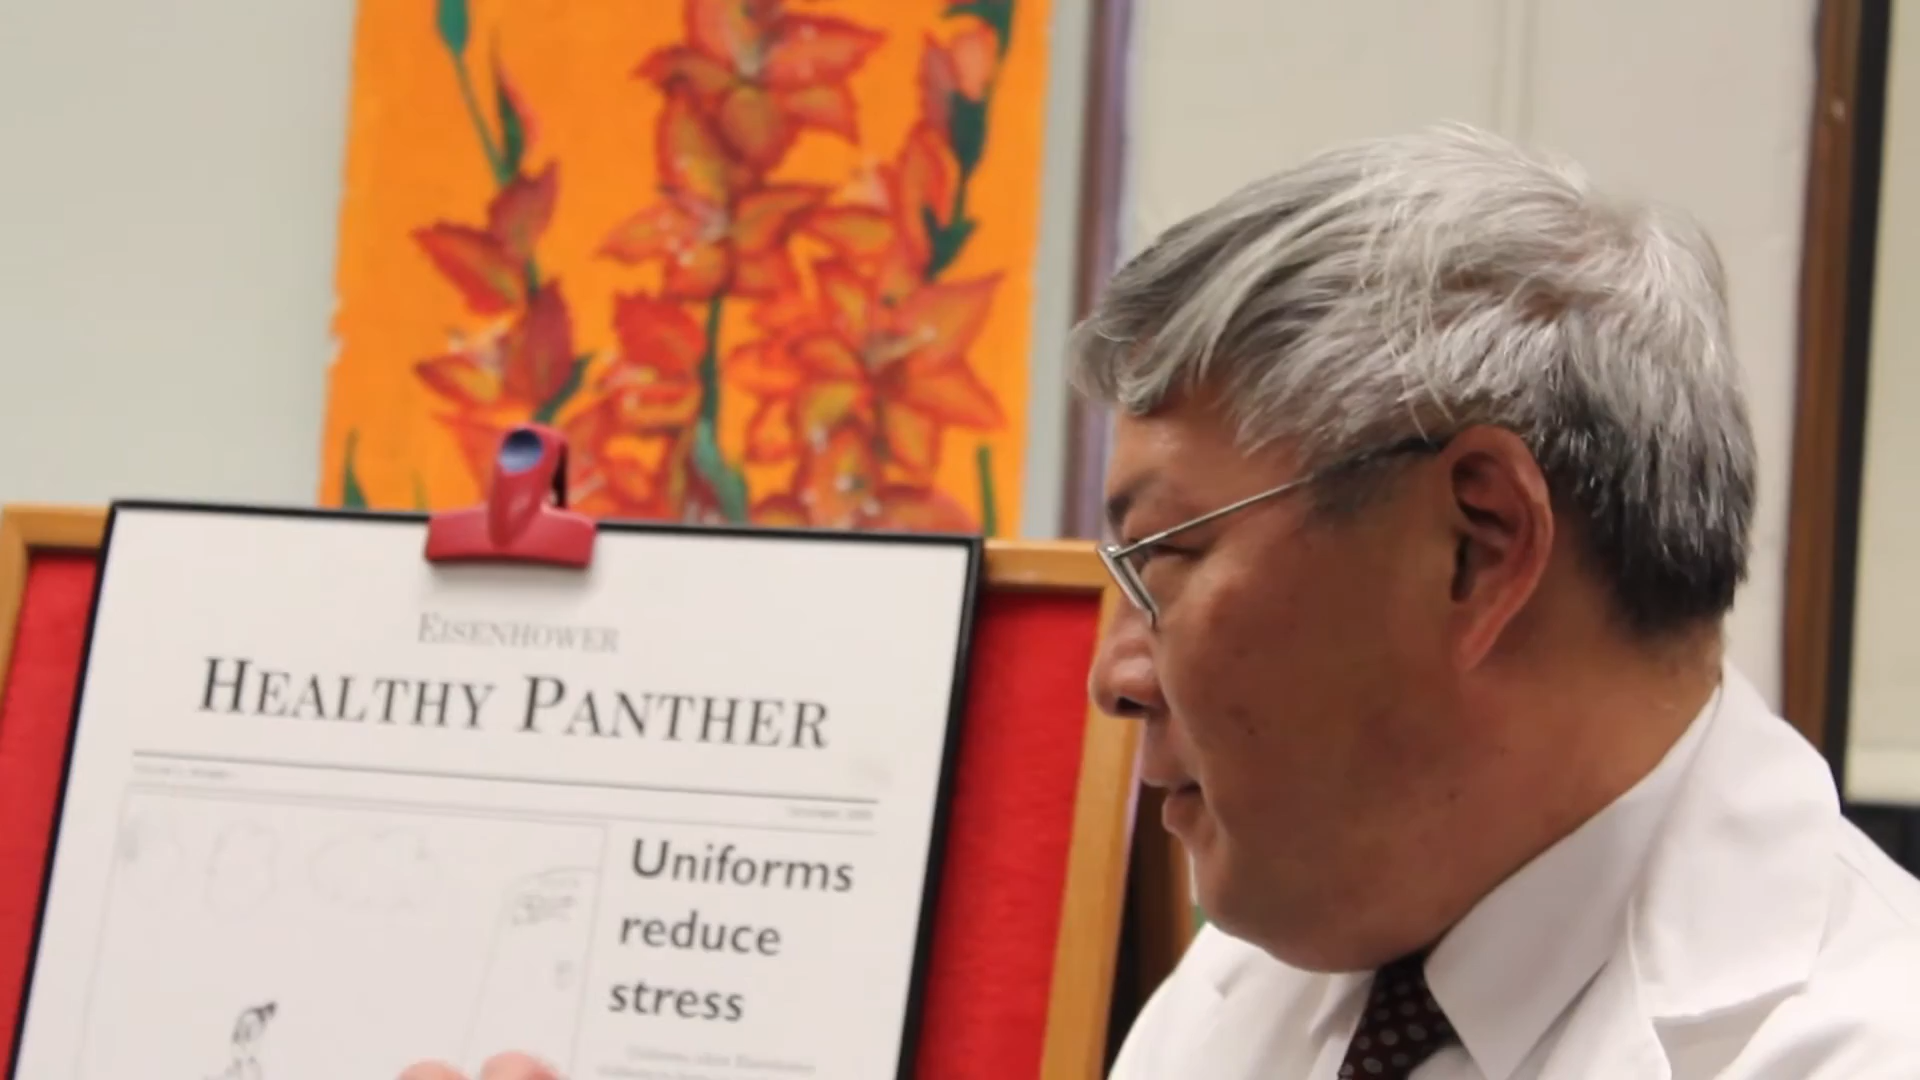 EISENHOWER
HEALTHY PANTHER
Uniforms
reduce
stress